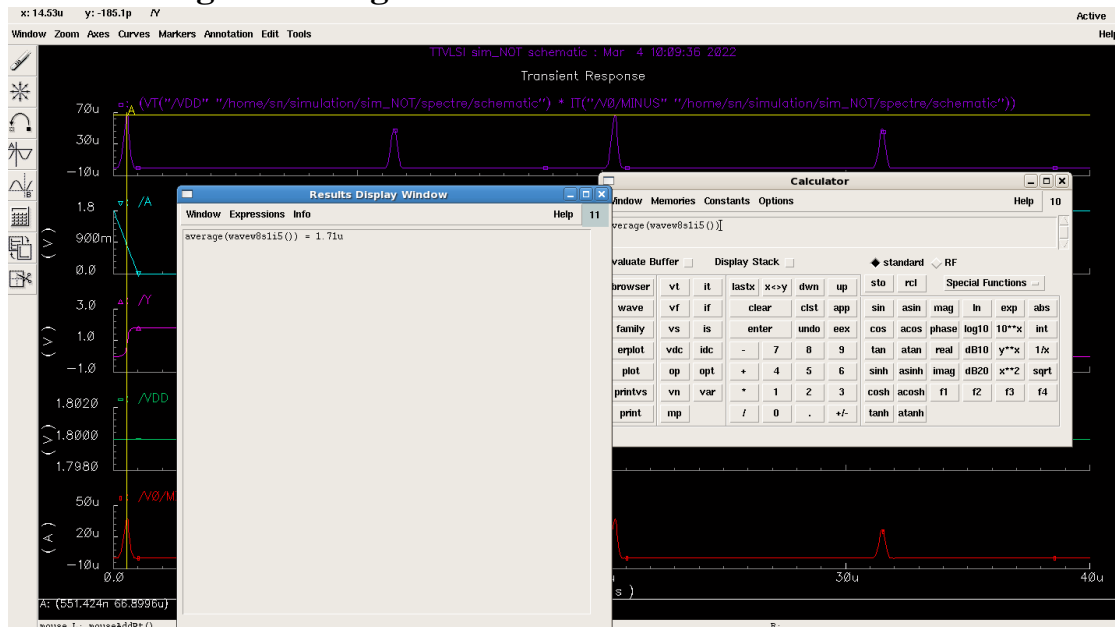 x: 14.53u y: -185.1p /Y
Active
Window Zoom Axes Curves Markers Annotation Edit Tools
Help
TTVLSI sim_NOT schematic : Mar 4 10:09:36 2022
Transient Response
(VT("/VDD" "/home/sn/simulation/sim_NOT/spectre/schematic") * IT("/V0/MINUS" "/home/sn/simulation/sim_NOT/spectre/schematic"))
A
70u
30u
-10u
/A
1.8
900m
0.0
(V)
/Y
3.0
1.0
-1.0
(V)
/VDD
1.8020
1.8000
1.7980
(V)
/V0/M
50u
20u
-10u
(A)
0.0
30u
40u
s )
A: (551.424n 66.8996u)
mouse L: mouseAddPt()
R:
Results Display Window
Window Expressions Info
Help 11
average(wavew8s1i5()) = 1.71u
Calculator
Window Memories Constants Options
Help 10
verage(wavew8s1i5())
valuate Buffer Display Stack standard RF
browser vt it lastx x<>y dwn up sto rcl Special Functions
wave vf if clear clst app sin asin mag ln exp abs
family vs is enter undo eex cos acos phase log10 10**x int
erplot vdc idc - 7 8 9 tan atan real dB10 y**x 1/x
plot op opt + 4 5 6 sinh asinh imag dB20 x**2 sqrt
printvs vn var * 1 2 3 cosh acosh f1 f2 f3 f4
print mp / 0 . +/- tanh atanh